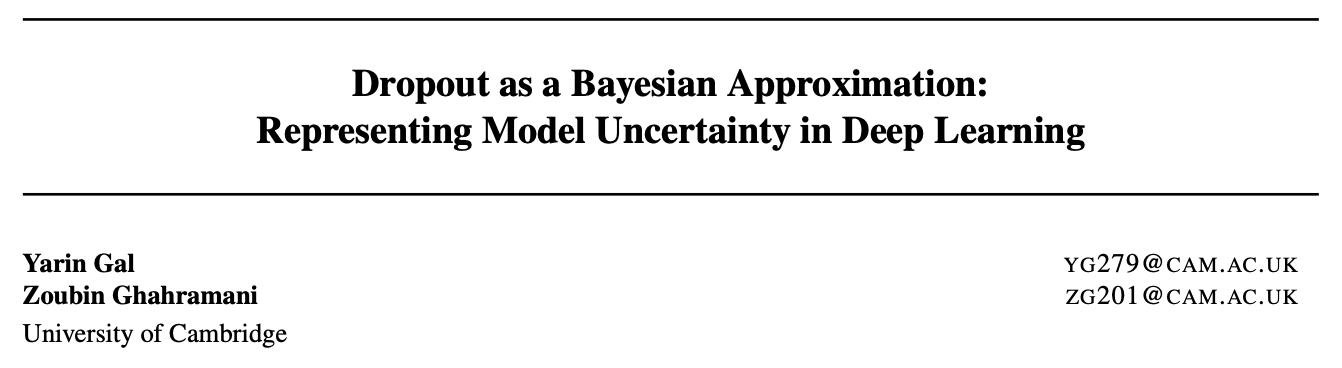 Dropout as a Bayesian Approximation:
Representing Model Uncertainty in Deep Learning
Yarin Gal YG279@CAM.AC.UK
Zoubin Ghahramani ZG201@CAM.AC.UK
University of Cambridge